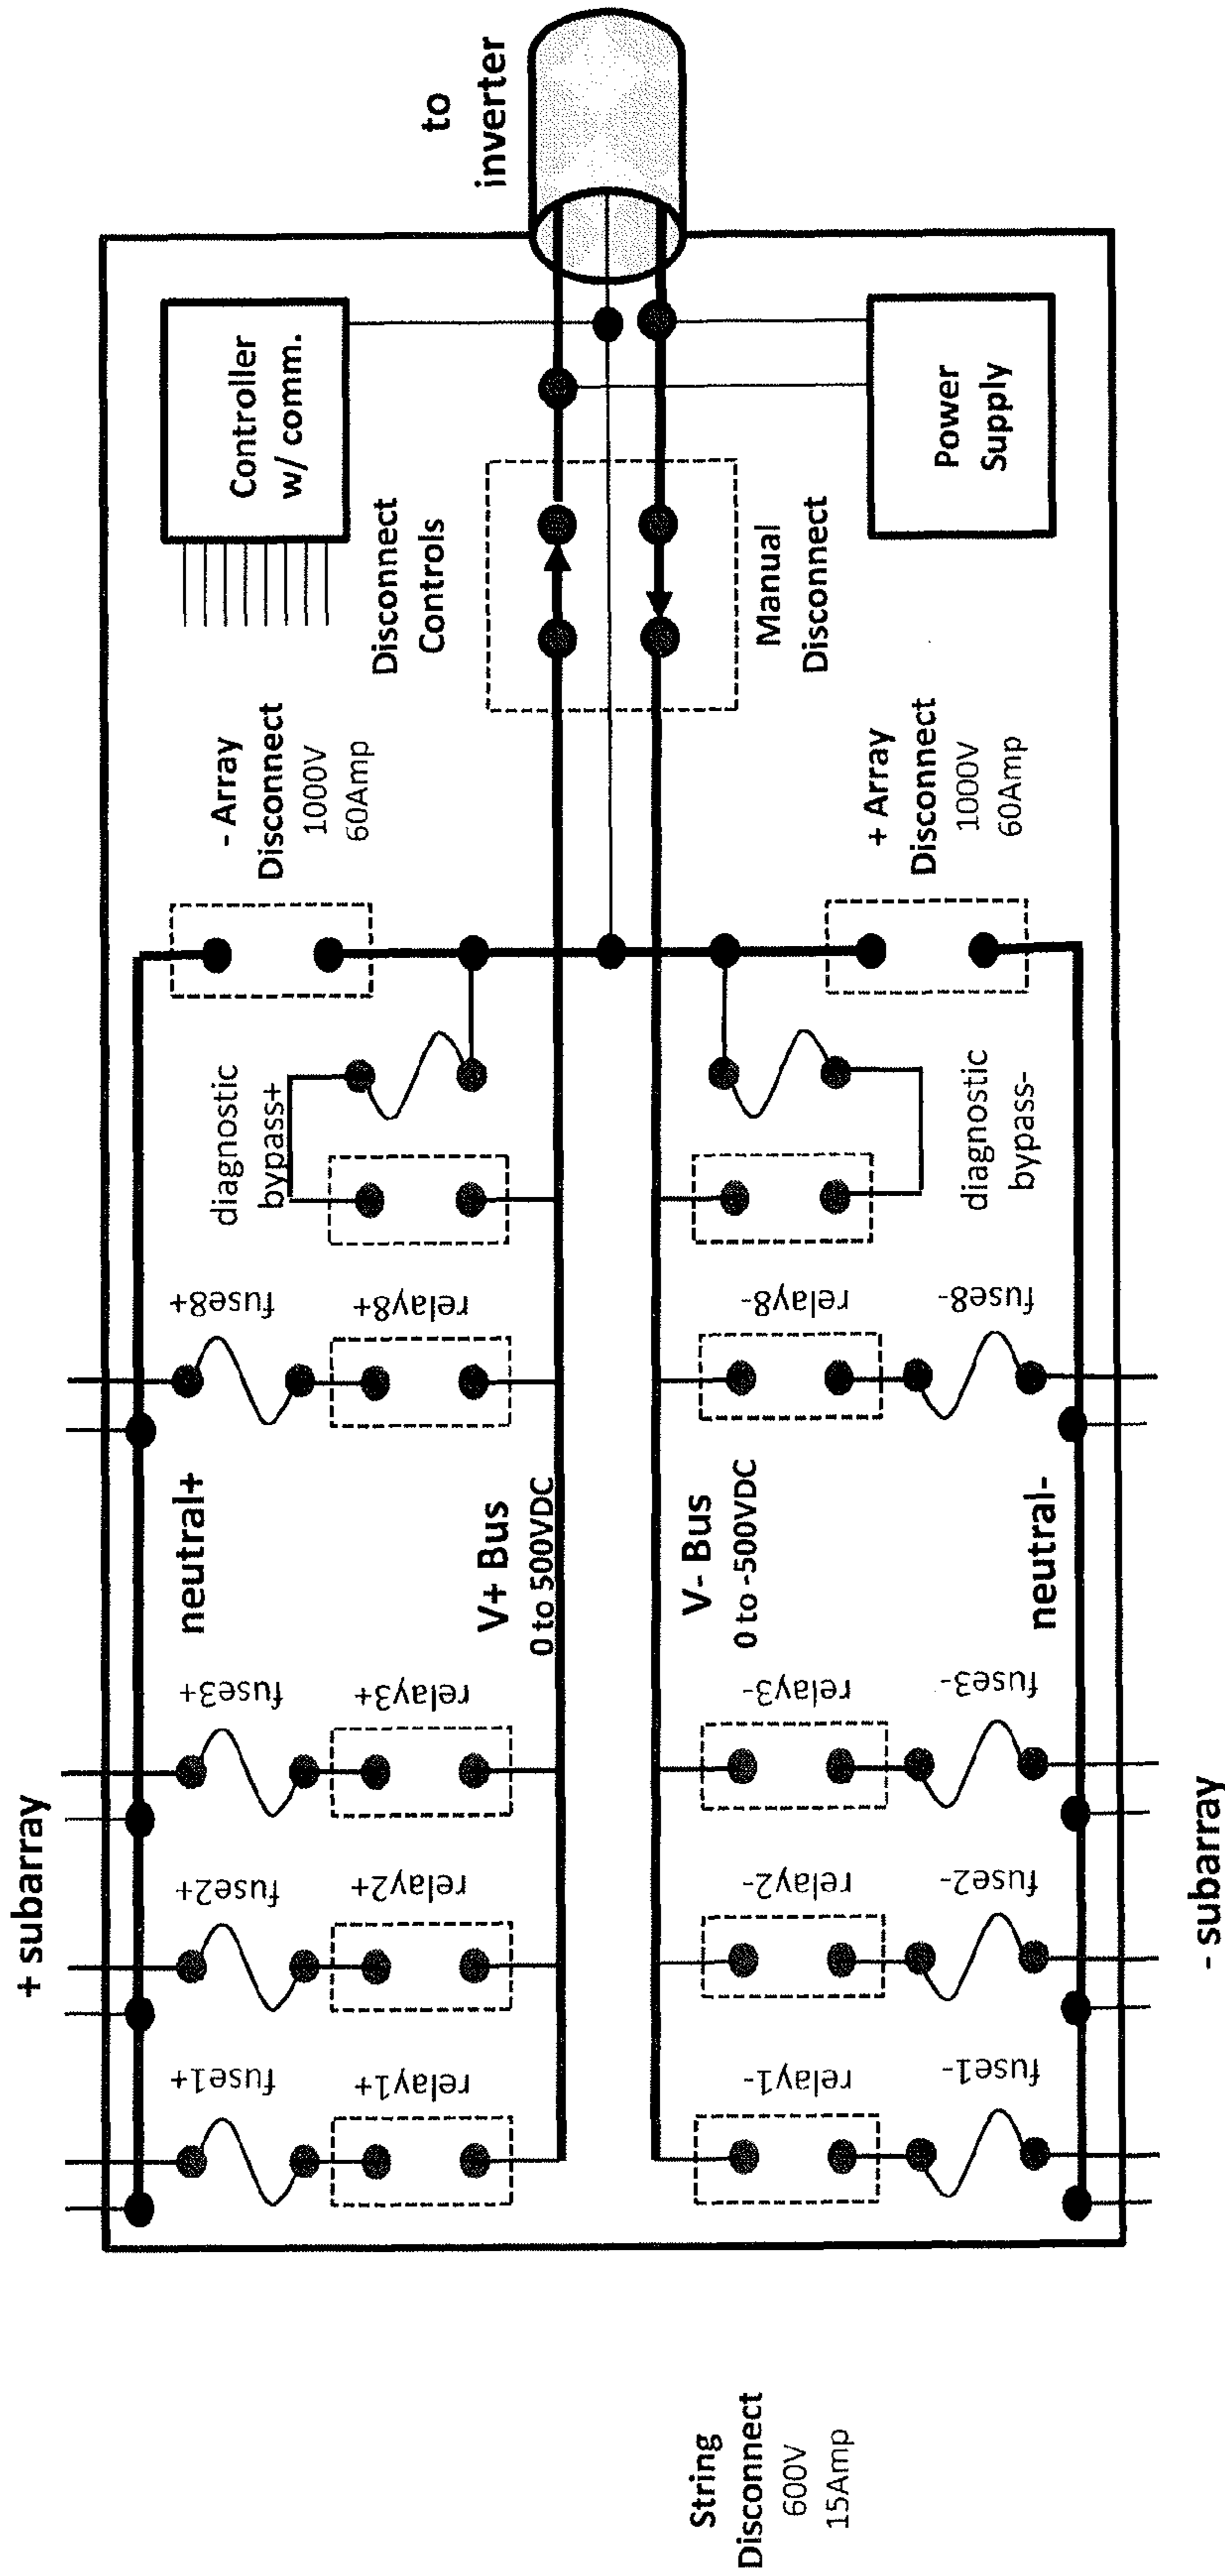 + subarray
fuse1+
relay1+
fuse2+
relay2+
fuse3+
relay3+
neutral+
V+ Bus
0 to 500VDC
fuse8+
relay8+
diagnostic
bypass+
- Array
Disconnect
1000V
60Amp
Disconnect
Controls
Controller
w/ comm.
to
inverter
String
Disconnect
600V
15Amp
relay1-
fuse1-
relay2-
fuse2-
relay3-
fuse3-
V- Bus
0 to -500VDC
neutral-
relay8-
fuse8-
diagnostic
bypass-
+ Array
Disconnect
1000V
60Amp
Manual
Disconnect
Power
Supply
- subarray